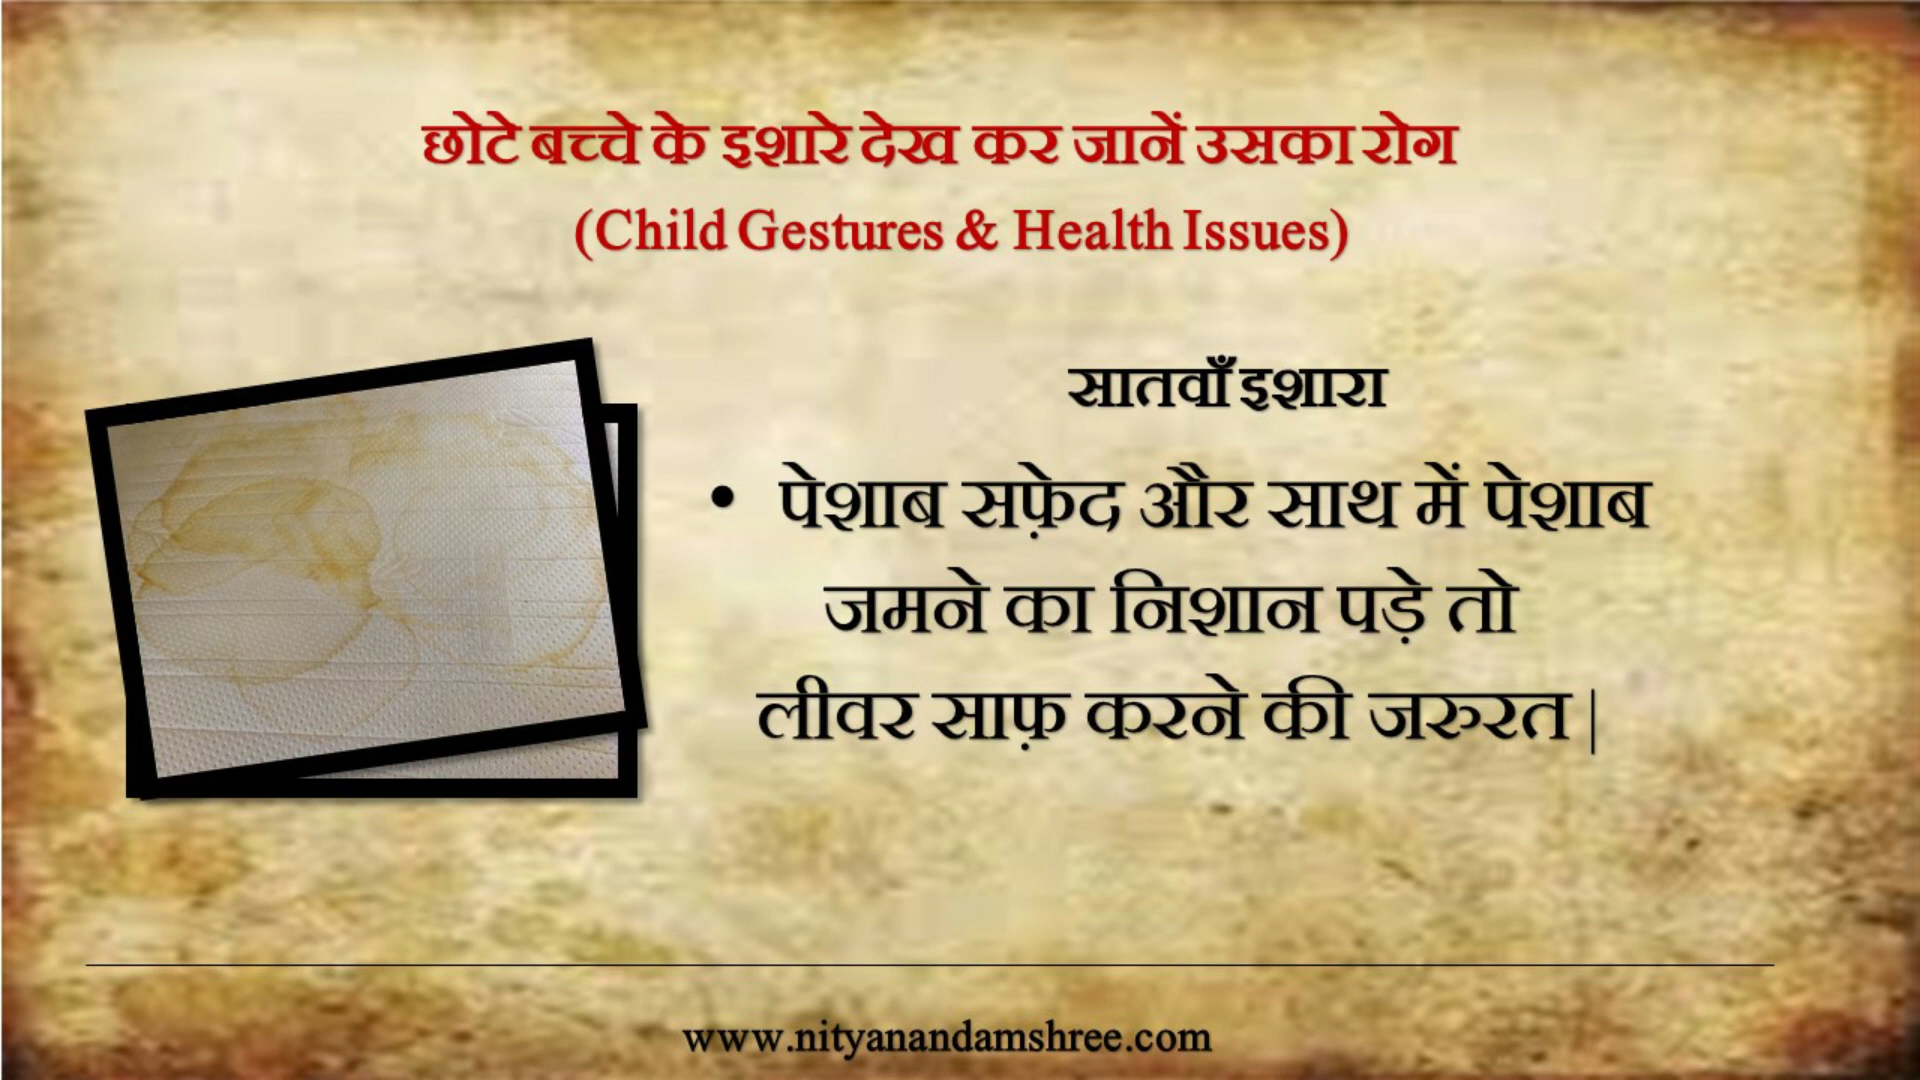 छोटे बच्चे के इशारे देख कर जानें उसका रोग
(Child Gestures & Health Issues)
सातवाँ इशारा
• पेशाब सफ़ेद और साथ में पेशाब
जमने का निशान पड़े तो
लीवर साफ़ करने की जरुरत |
www.nityanandamshree.com